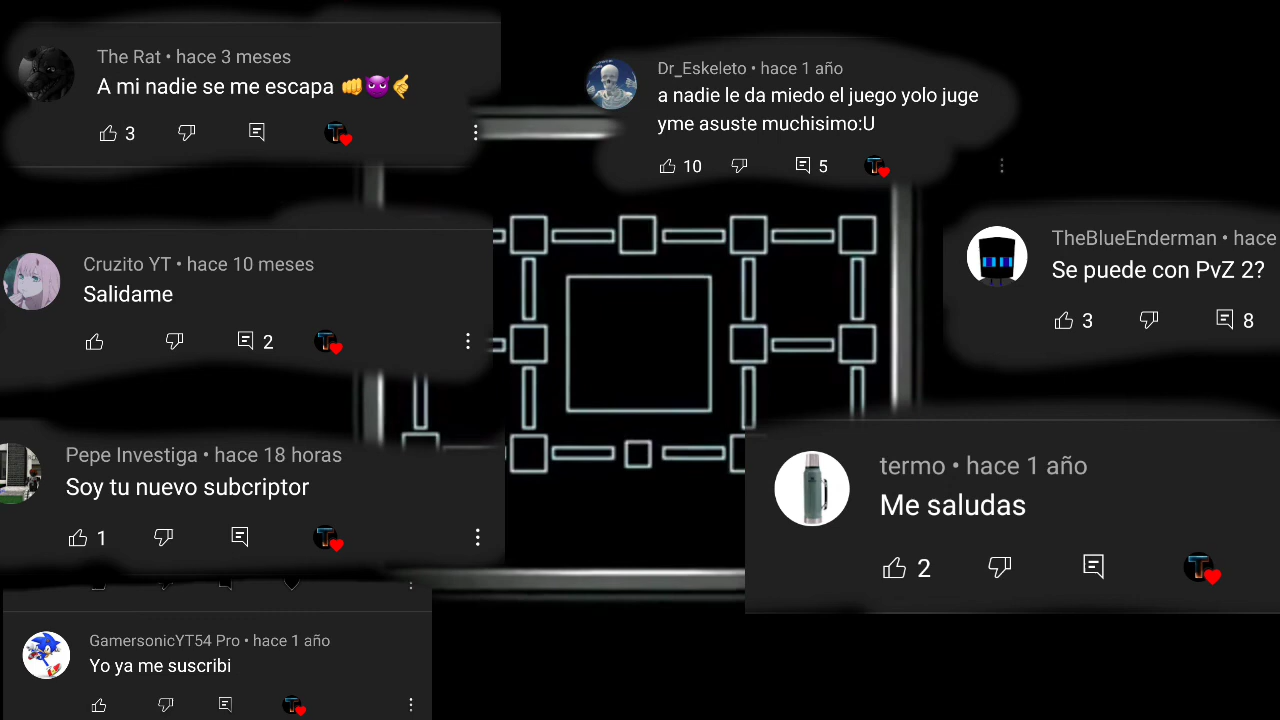 The Rat • hace 3 meses
A mi nadie se me escapa 👊😈🤙
3
Dr_Eskeleto • hace 1 año
a nadie le da miedo el juego yolo juge
yme asuste muchisimo:U
10 5
Cruzito YT • hace 10 meses
Salidame
2
TheBlueEnderman • hace
Se puede con PvZ 2?
3 8
Pepe Investiga • hace 18 horas
Soy tu nuevo subcriptor
1
termo • hace 1 año
Me saludas
2
GamersonicYT54 Pro • hace 1 año
Yo ya me suscribi